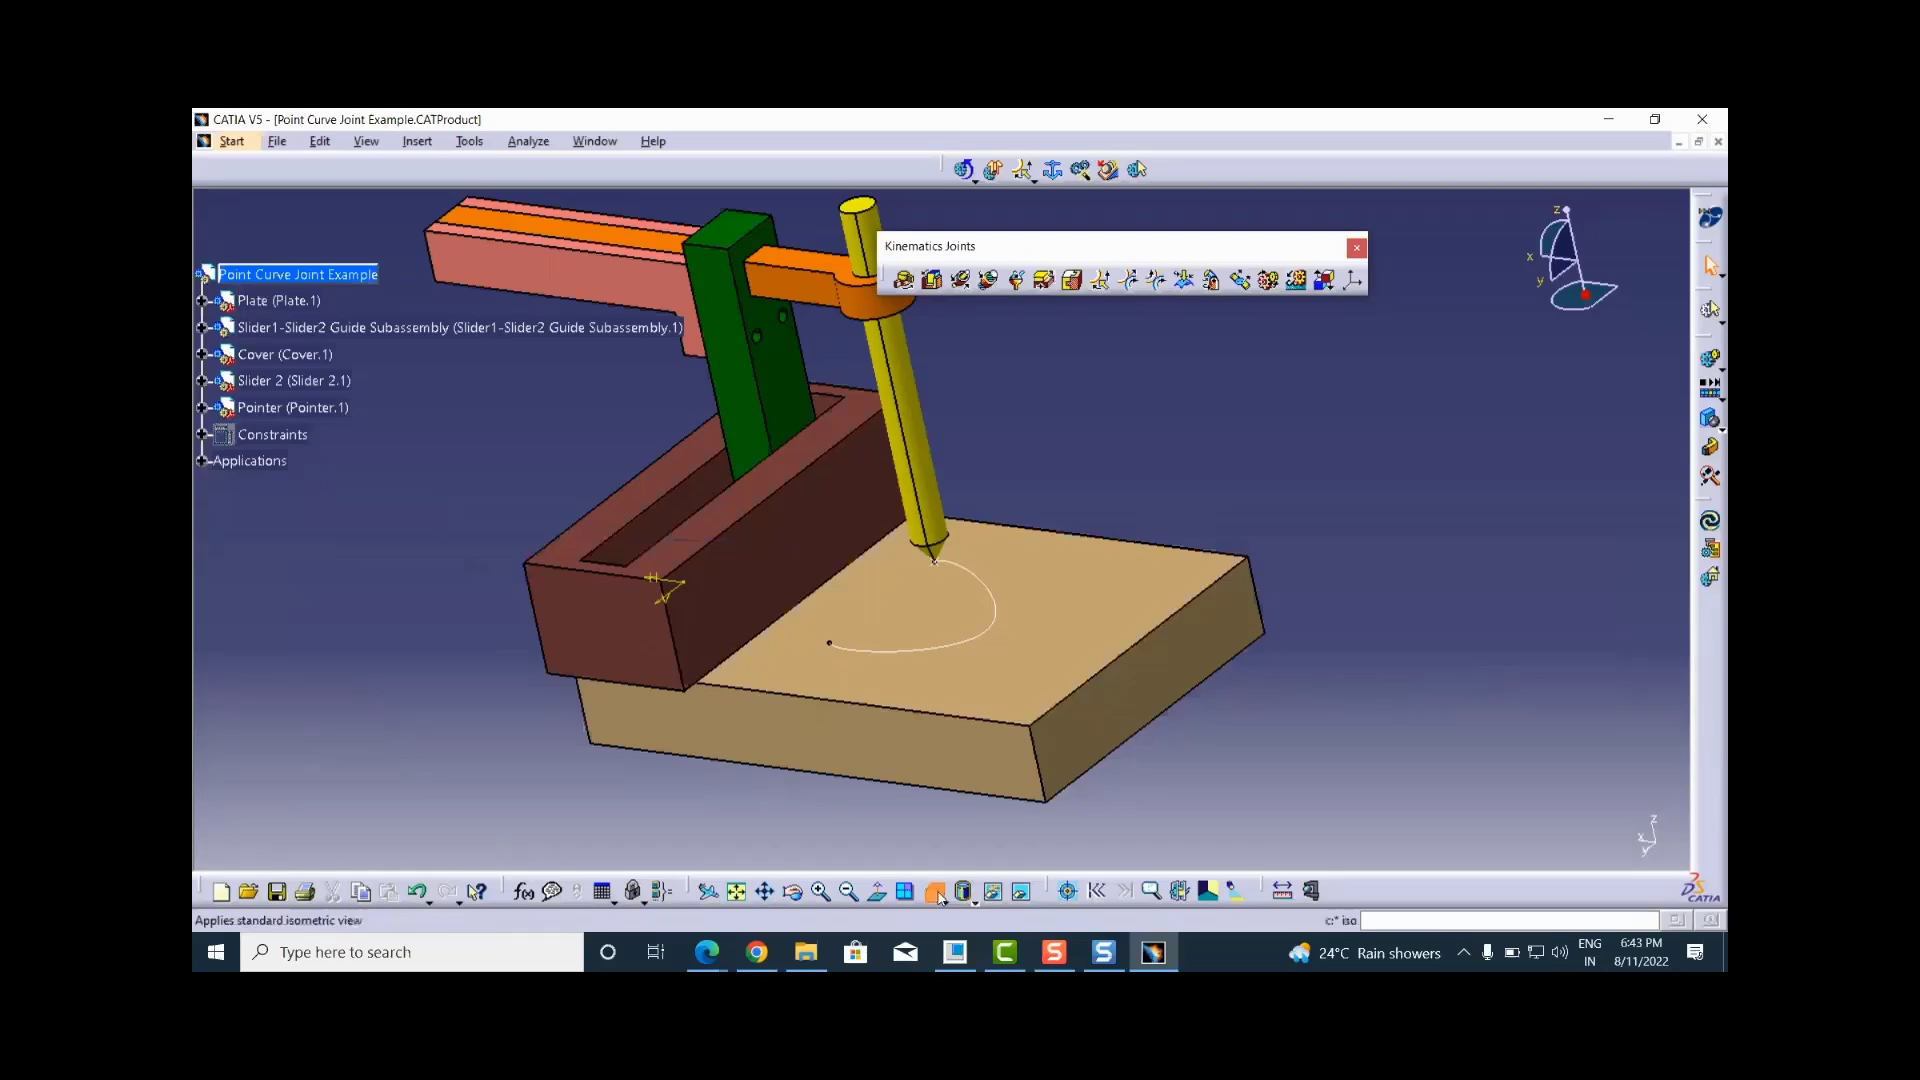 CATIA V5 - [Point Curve Joint Example.CATProduct]
Start File Edit View Insert Tools Analyze Window Help
Kinematics Joints
Point Curve Joint Example
Plate (Plate.1)
Slider1-Slider2 Guide Subassembly (Slider1-Slider2 Guide Subassembly.1)
Cover (Cover.1)
Slider 2 (Slider 2.1)
Pointer (Pointer.1)
Constraints
Applications
z
x
y
H
V
z
x
y
f(x)
CATIA
Applies standard isometric view
c:* iso
Type here to search
24°C Rain showers
ENG
IN
6:43 PM
8/11/2022